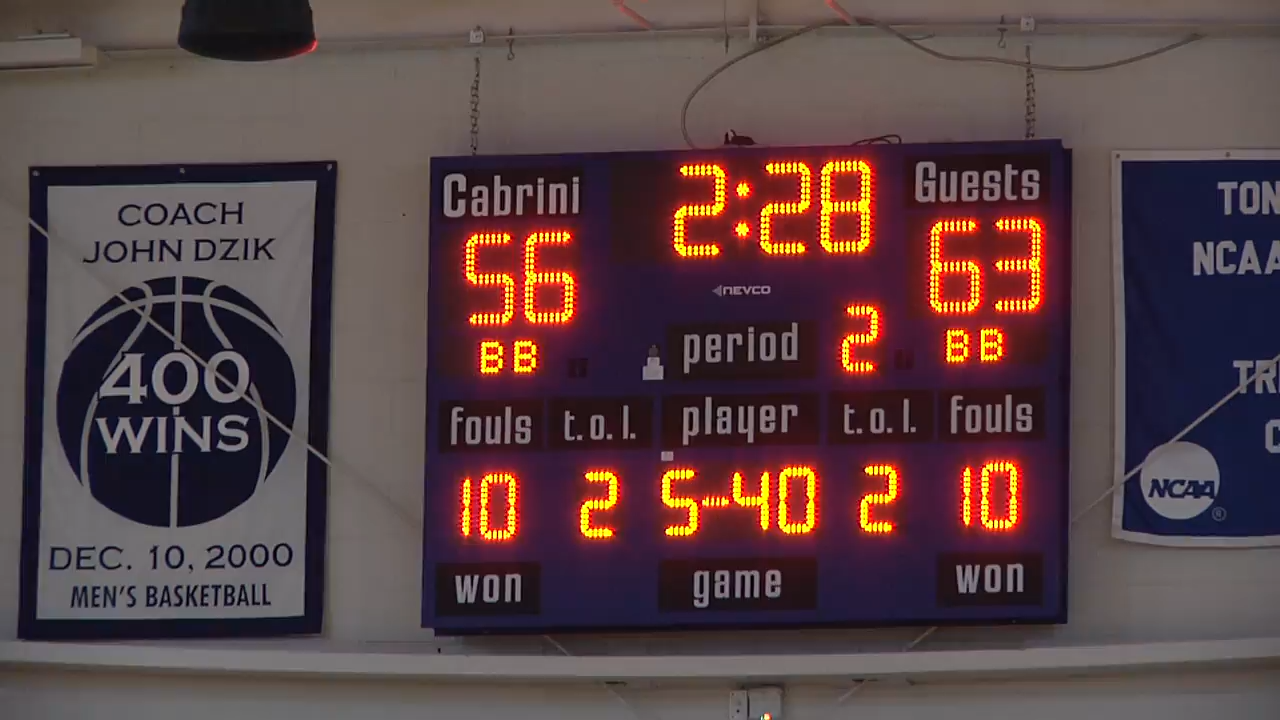 COACH
JOHN DZIK
400
WINS
DEC. 10, 2000
MEN'S BASKETBALL
Cabrini 2:28 Guests
56 63
NEVCO
BB period 2 BB
fouls t.o.l. player t.o.l. fouls
10 2 5-40 2 10
won game won
TON
NCAA
TR
C
NCAA ®